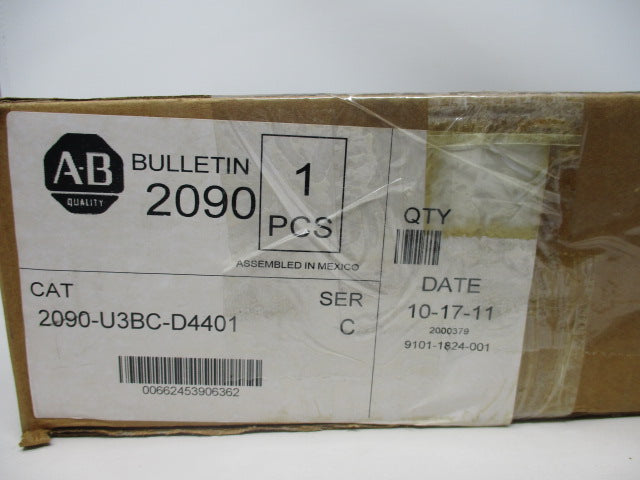 A-B
QUALITY
BULLETIN
2090
1
PCS
ASSEMBLED IN MEXICO
CAT
2090-U3BC-D4401
SER
C
00662453906362
QTY
DATE
10-17-11
2000379
9101-1824-001